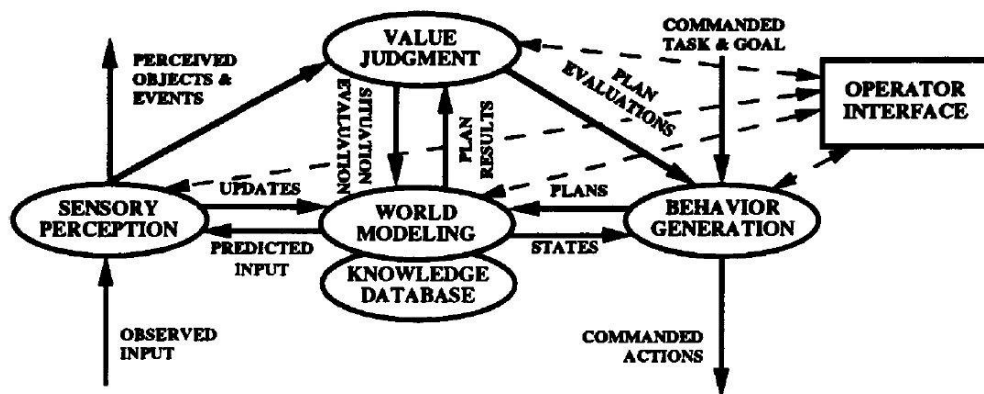 VALUE
JUDGMENT
COMMANDED
TASK & GOAL
PERCEIVED
OBJECTS &
EVENTS
PLAN
EVALUATIONS
OPERATOR
INTERFACE
SITUATION
EVALUATION
PLAN
RESULTS
UPDATES
PLANS
SENSORY
PERCEPTION
WORLD
MODELING
BEHAVIOR
GENERATION
PREDICTED
INPUT
STATES
KNOWLEDGE
DATABASE
OBSERVED
INPUT
COMMANDED
ACTIONS